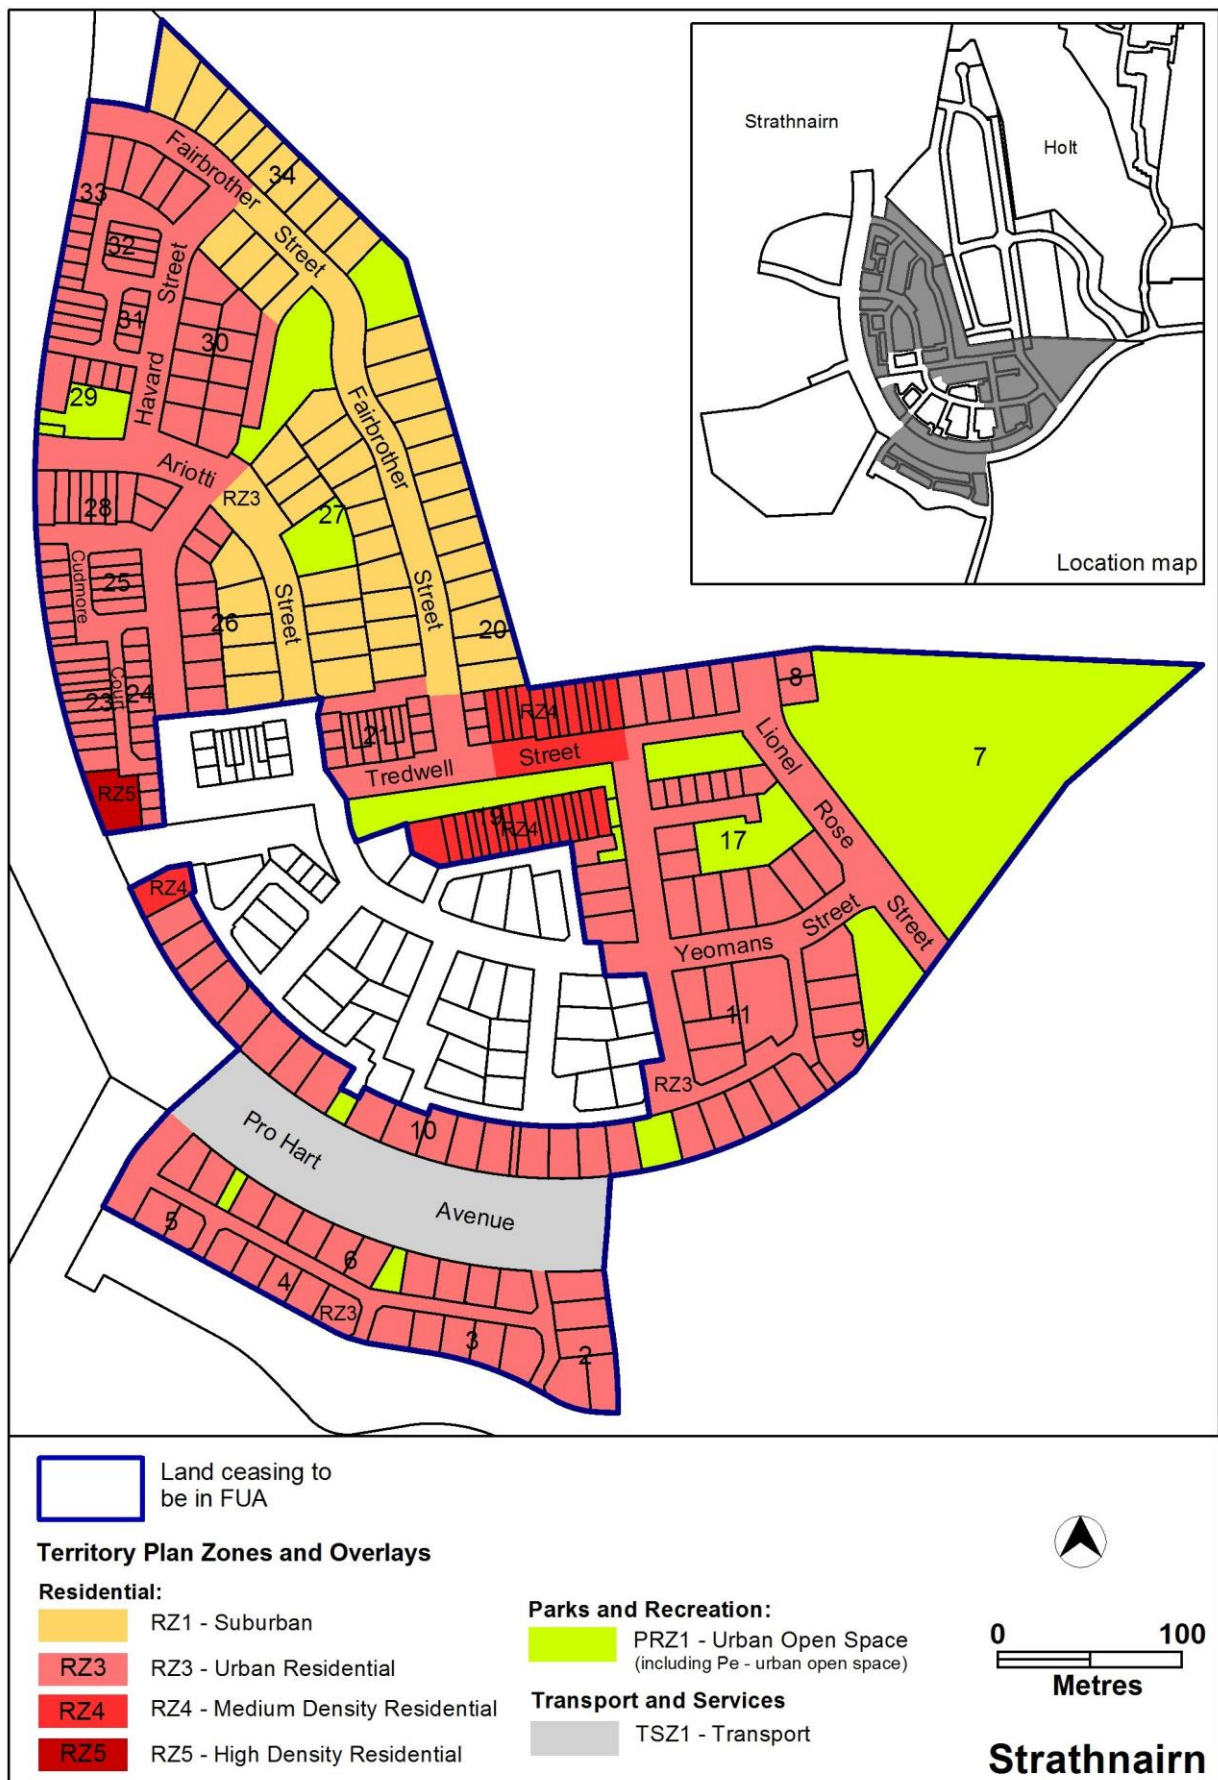 Strathnairn
Holt
Location map
Fairbrother
Street
34
33
32
31
30
29
Havard
Street
Ariotti
RZ3
Street
Fairbrother
Street
27
28
Cudmore
Court
25
26
24
23
20
21
RZ5
RZ4
Tredwell
Street
19
RZ4
8
7
Lionel
Rose
Street
17
Yeomans
Street
11
9
RZ3
RZ4
10
Pro Hart
Avenue
5
6
4
RZ3
3
2
Land ceasing to
be in FUA
Territory Plan Zones and Overlays
Residential:
RZ1 - Suburban
RZ3 RZ3 - Urban Residential
RZ4 RZ4 - Medium Density Residential
RZ5 RZ5 - High Density Residential
Parks and Recreation:
PRZ1 - Urban Open Space
(including Pe - urban open space)
Transport and Services
TSZ1 - Transport
0 100
Metres
Strathnairn